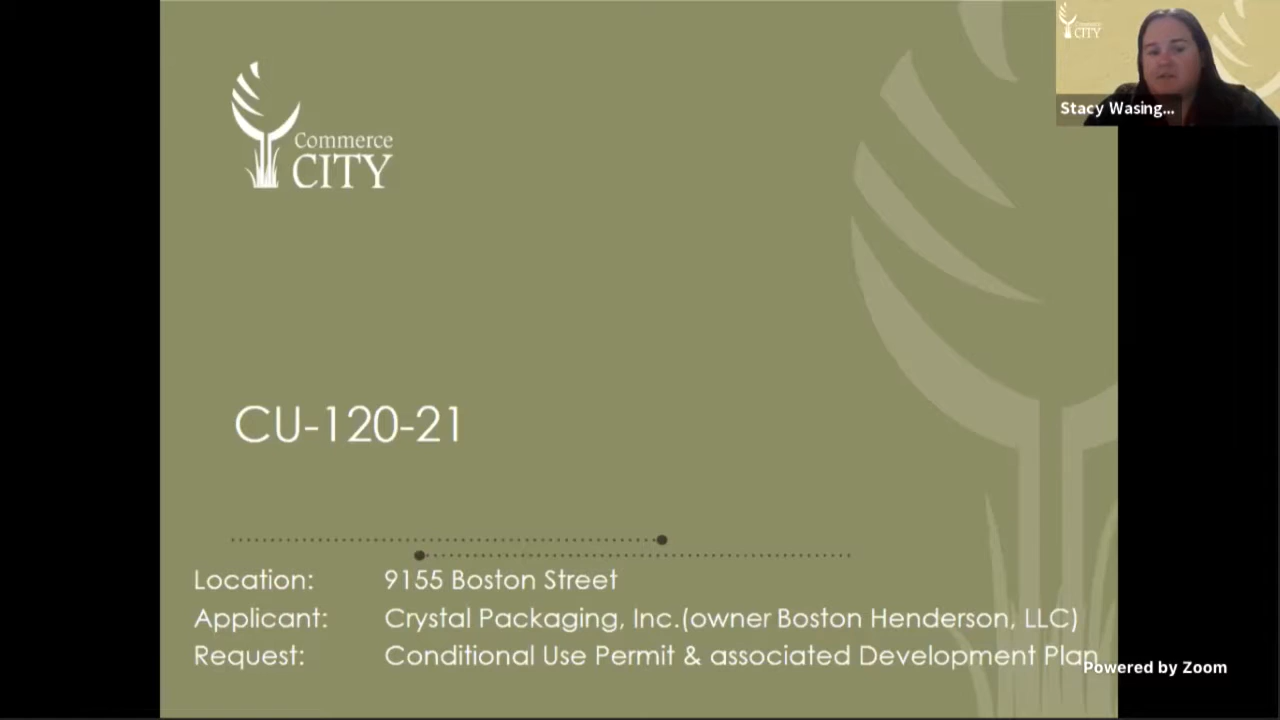 Commerce
CITY
CITY
Stacy Wasing...
CU-120-21
Location: 9155 Boston Street
Applicant: Crystal Packaging, Inc.(owner Boston Henderson, LLC)
Request: Conditional Use Permit & associated Development Plan
Powered by Zoom